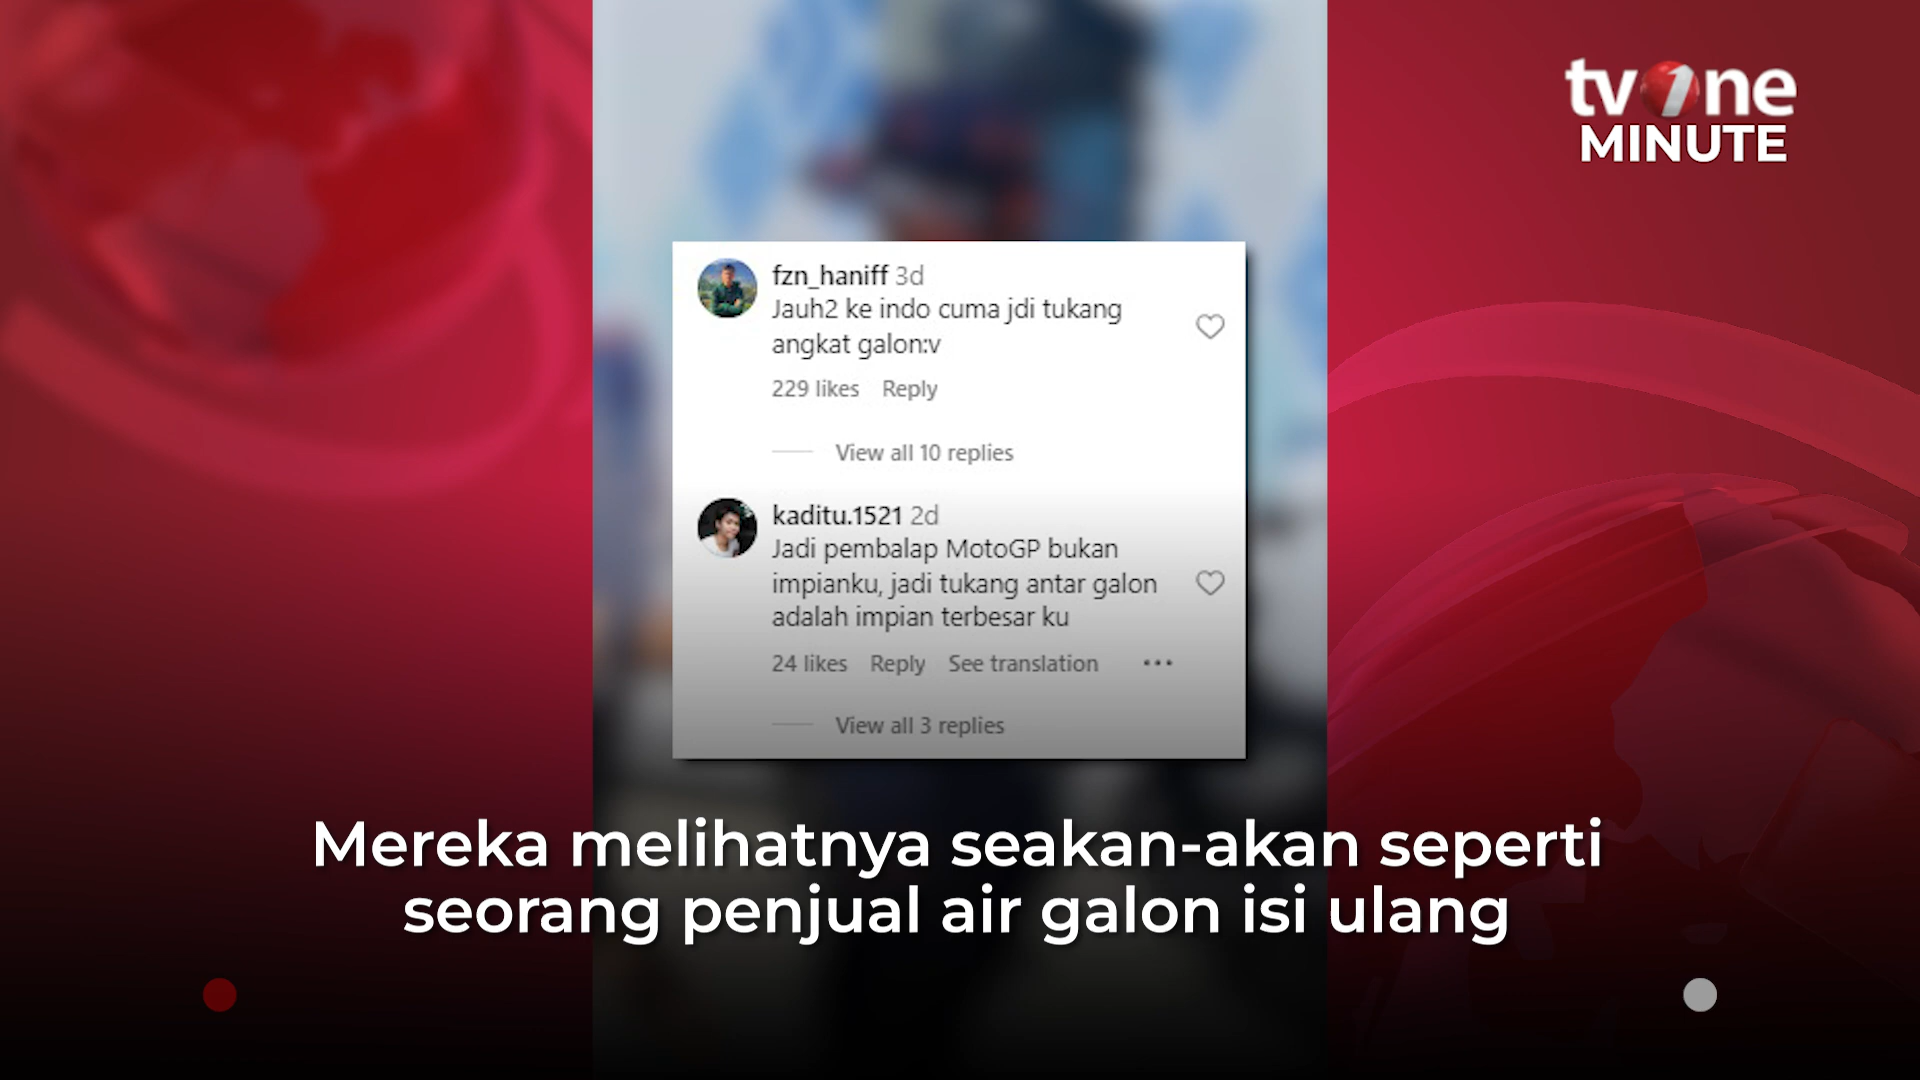 tvOne
MINUTE
fzn_haniff 3d
Jauh2 ke indo cuma jdi tukang
angkat galon:v
229 likes Reply
View all 10 replies
kaditu.1521 2d
Jadi pembalap MotoGP bukan
impianku, jadi tukang antar galon
adalah impian terbesar ku
24 likes Reply See translation ...
View all 3 replies
Mereka melihatnya seakan-akan seperti
seorang penjual air galon isi ulang